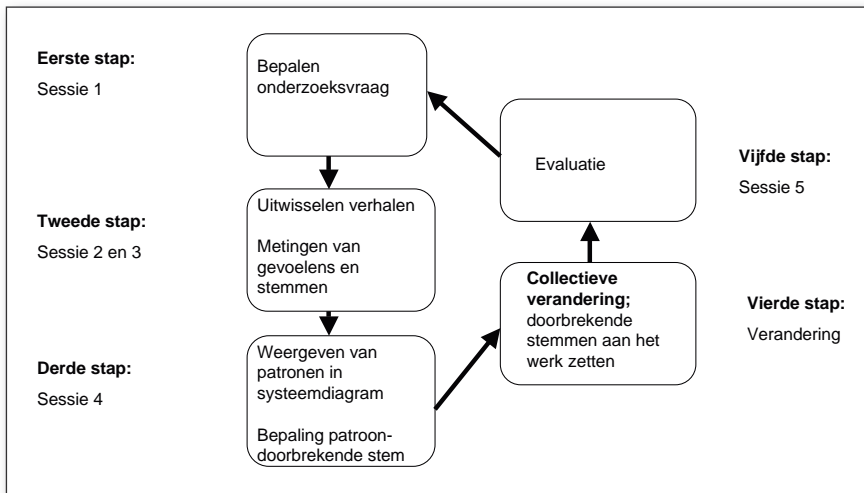 Eerste stap:
Sessie 1
Bepalen
onderzoeksvraag
Tweede stap:
Sessie 2 en 3
Uitwisselen verhalen
Metingen van
gevoelens en
stemmen
Derde stap:
Sessie 4
Weergeven van
patronen in
systeemdiagram
Bepaling patroon-
doorbrekende stem
Collectieve
verandering;
doorbrekende
stemmen aan het
werk zetten
Vierde stap:
Verandering
Evaluatie
Vijfde stap:
Sessie 5